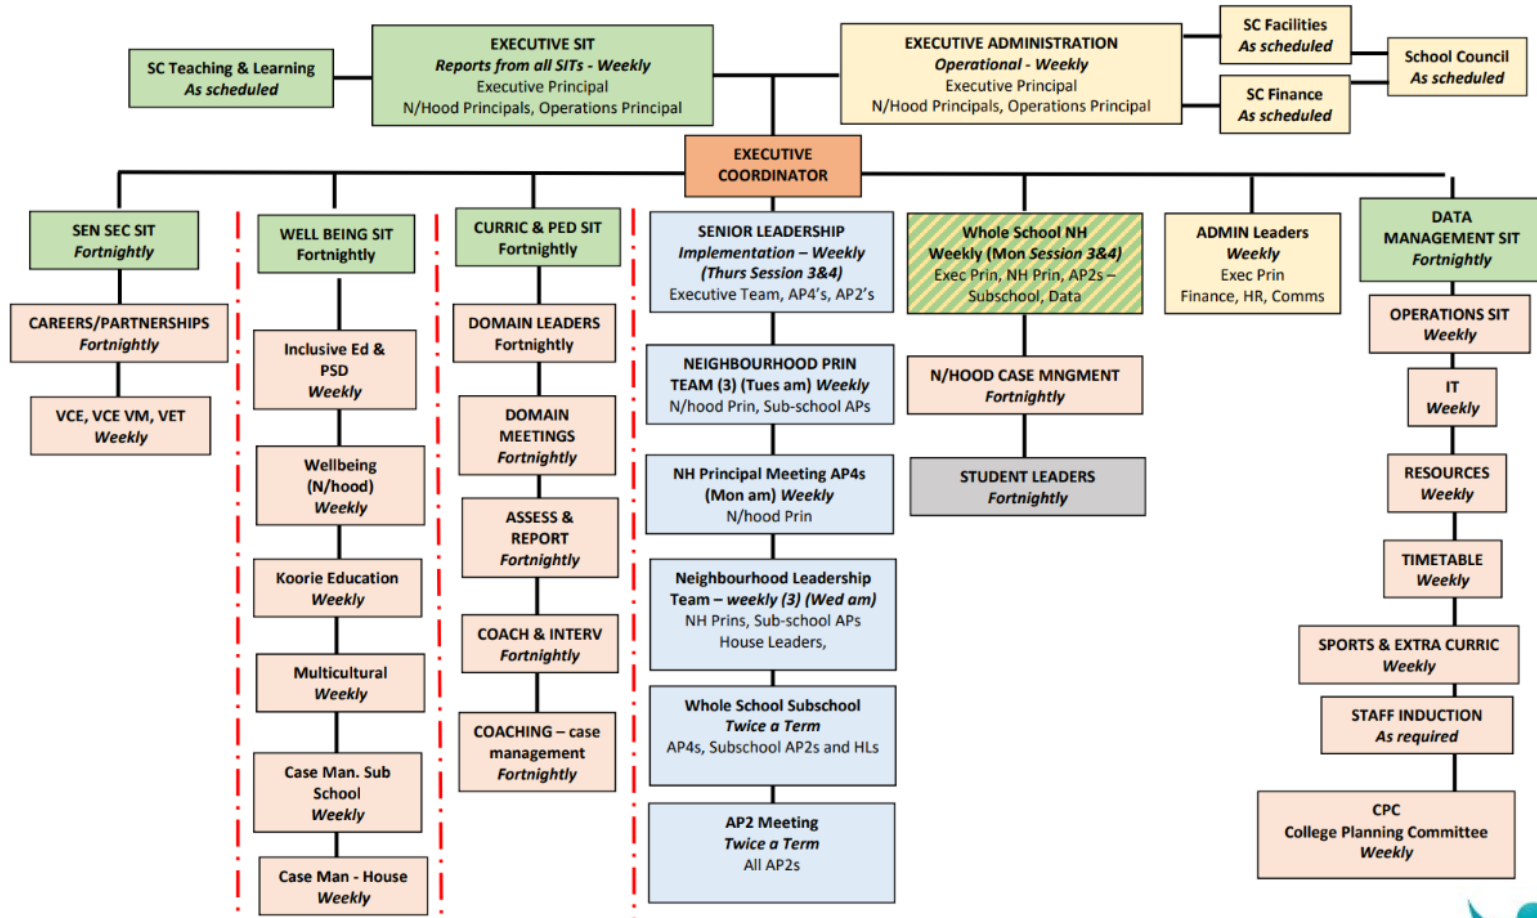 SC Teaching & Learning
As scheduled
EXECUTIVE SIT
Reports from all SITs - Weekly
Executive Principal
N/Hood Principals, Operations Principal
EXECUTIVE ADMINISTRATION
Operational - Weekly
Executive Principal
N/Hood Principals, Operations Principal
SC Facilities
As scheduled
SC Finance
As scheduled
School Council
As scheduled
EXECUTIVE
COORDINATOR
SEN SEC SIT
Fortnightly
CAREERS/PARTNERSHIPS
Fortnightly
VCE, VCE VM, VET
Weekly
WELL BEING SIT
Fortnightly
Inclusive Ed &
PSD
Weekly
Wellbeing
(N/hood)
Weekly
Koorie Education
Weekly
Multicultural
Weekly
Case Man. Sub
School
Weekly
Case Man - House
Weekly
CURRIC & PED SIT
Fortnightly
DOMAIN LEADERS
Fortnightly
DOMAIN
MEETINGS
Fortnightly
ASSESS &
REPORT
Fortnightly
COACH & INTERV
Fortnightly
COACHING – case
management
Fortnightly
SENIOR LEADERSHIP
Implementation – Weekly
(Thurs Session 3&4)
Executive Team, AP4's, AP2's
NEIGHBOURHOOD PRIN
TEAM (3) (Tues am) Weekly
N/hood Prin, Sub-school APs
NH Principal Meeting AP4s
(Mon am) Weekly
N/hood Prin
Neighbourhood Leadership
Team – weekly (3) (Wed am)
NH Prins, Sub-school APs
House Leaders,
Whole School Subschool
Twice a Term
AP4s, Subschool AP2s and HLs
AP2 Meeting
Twice a Term
All AP2s
Whole School NH
Weekly (Mon Session 3&4)
Exec Prin, NH Prin, AP2s –
Subschool, Data
N/HOOD CASE MNGMENT
Fortnightly
STUDENT LEADERS
Fortnightly
ADMIN Leaders
Weekly
Exec Prin
Finance, HR, Comms
DATA
MANAGEMENT SIT
Fortnightly
OPERATIONS SIT
Weekly
IT
Weekly
RESOURCES
Weekly
TIMETABLE
Weekly
SPORTS & EXTRA CURRIC
Weekly
STAFF INDUCTION
As required
CPC
College Planning Committee
Weekly